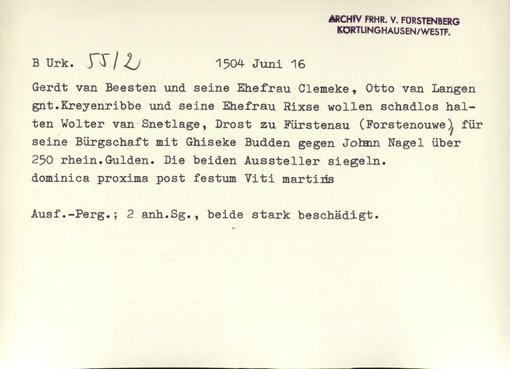 ARCHIV FRHR. V. FÜRSTENBERG
KÖRTLINGHAUSEN/WESTF.
B Urk. 55/2 1504 Juni 16
Gerdt van Beesten und seine Ehefrau Clemeke, Otto van Langen
gnt.Kreyenribbe und seine Ehefrau Rixse wollen schadlos hal-
ten Wolter van Snetlage, Drost zu Fürstenau (Forstenouwe), für
seine Bürgschaft mit Ghiseke Budden gegen Johann Nagel über
250 rhein.Gulden. Die beiden Aussteller siegeln.
dominica proxima post festum Viti martiris
Ausf.-Perg.; 2 anh.Sg., beide stark beschädigt.